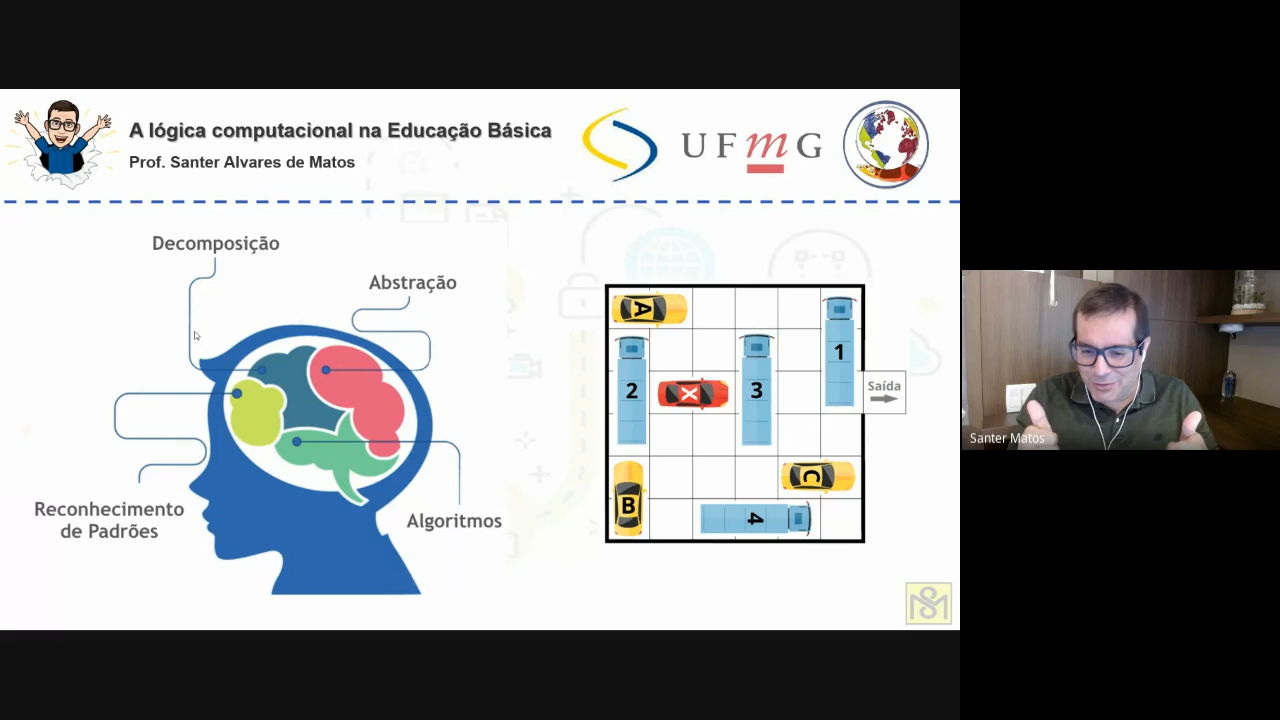 A lógica computacional na Educação Básica
Prof. Santer Alvares de Matos
UFmG
Decomposição
Abstração
Reconhecimento
de Padrões
Algoritmos
A
1
2
X
3
Saída
B
C
4
Santer Matos